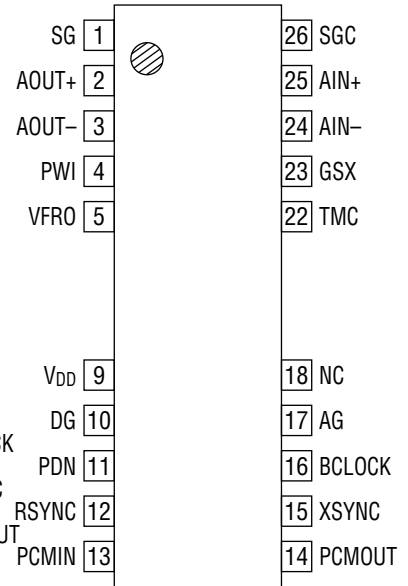 SG 1 26 SGC
AOUT+ 2 25 AIN+
AOUT– 3 24 AIN–
PWI 4 23 GSX
VFRO 5 22 TMC
VDD 9 18 NC
DG 10 17 AG
CK
PDN 11 16 BCLOCK
C
RSYNC 12 15 XSYNC
UT
PCMIN 13 14 PCMOUT